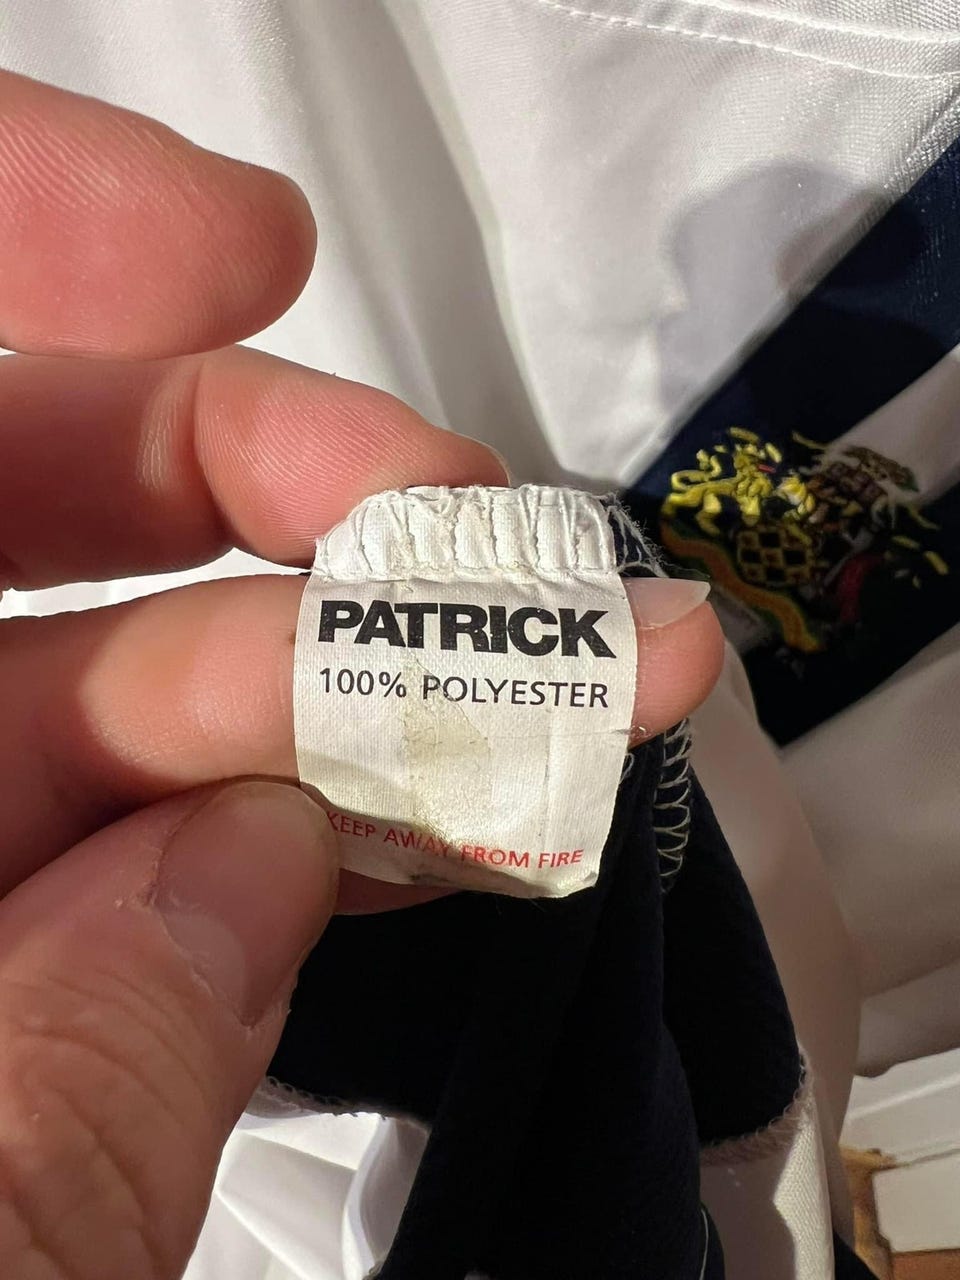 PATRICK
100% POLYESTER
KEEP AWAY FROM FIRE